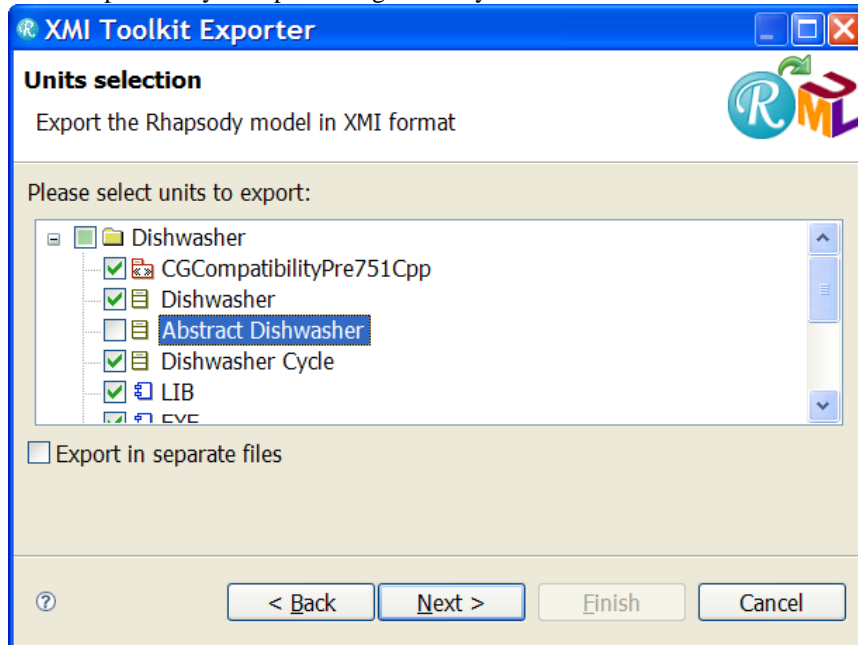 XMI Toolkit Exporter
Units selection
Export the Rhapsody model in XMI format
Please select units to export:
Dishwasher
CGCompatibilityPre751Cpp
Dishwasher
Abstract Dishwasher
Dishwasher Cycle
LIB
Export in separate files
< Back
Next >
Finish
Cancel